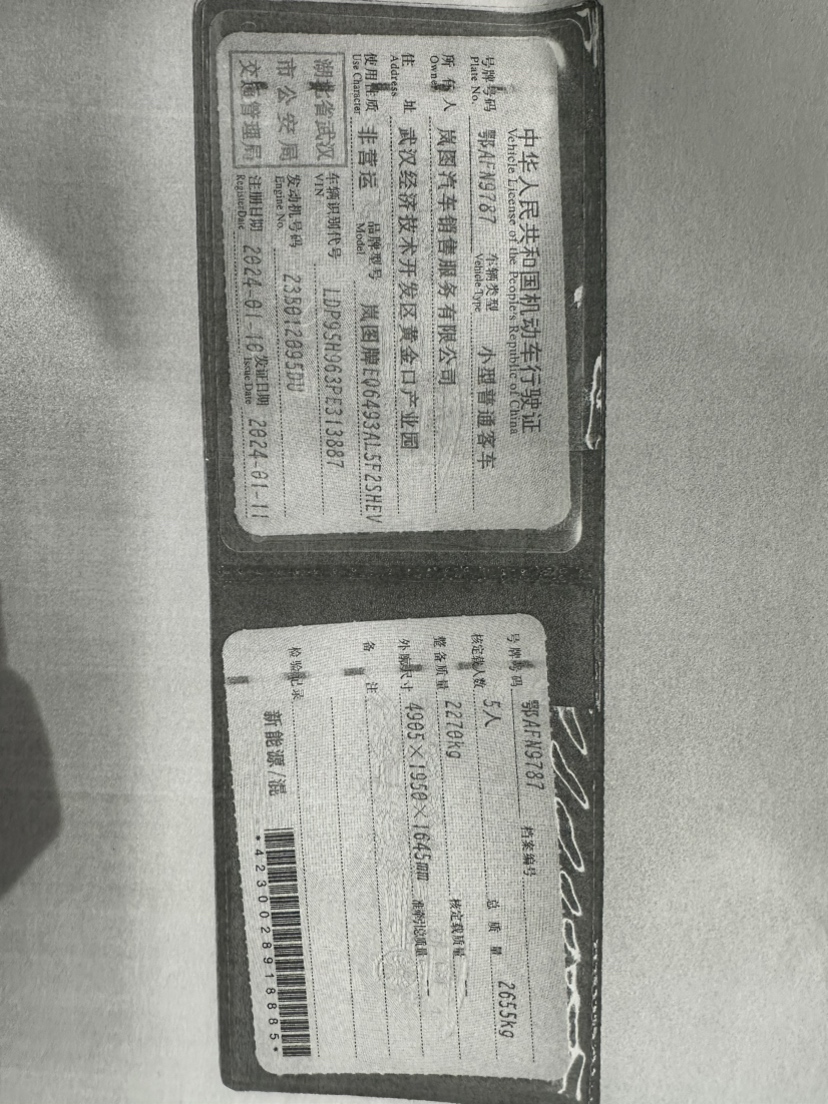 中华人民共和国机动车行驶证
Vehicle License of the People's Republic of China
号牌号码 鄂AFN9787 车辆类型 小型普通客车
Plate No. Vehicle Type
所有人 岚图汽车销售服务有限公司
Owner
住址 武汉经济技术开发区黄金口产业园
Address
使用性质 非营运 品牌型号 岚图牌EQ6493AL5F2SHEV
Use Character Model
湖北省武汉
市公安局
交通管理局
车辆识别代号 LDP95H963PE313887
VIN
发动机号码 23B012095DU
Engine No.
注册日期 2024-01-10 发证日期 2024-01-11
Register Date Issue Date
号牌号码 鄂AFN9787 档案编号
核定载人数 5人 总质量 2655kg
整备质量 2270kg 核定载质量 --
外廓尺寸 4905×1950×1645mm 准牵引总质量 --
备注
检验记录
新能源/混
*4230028918885*